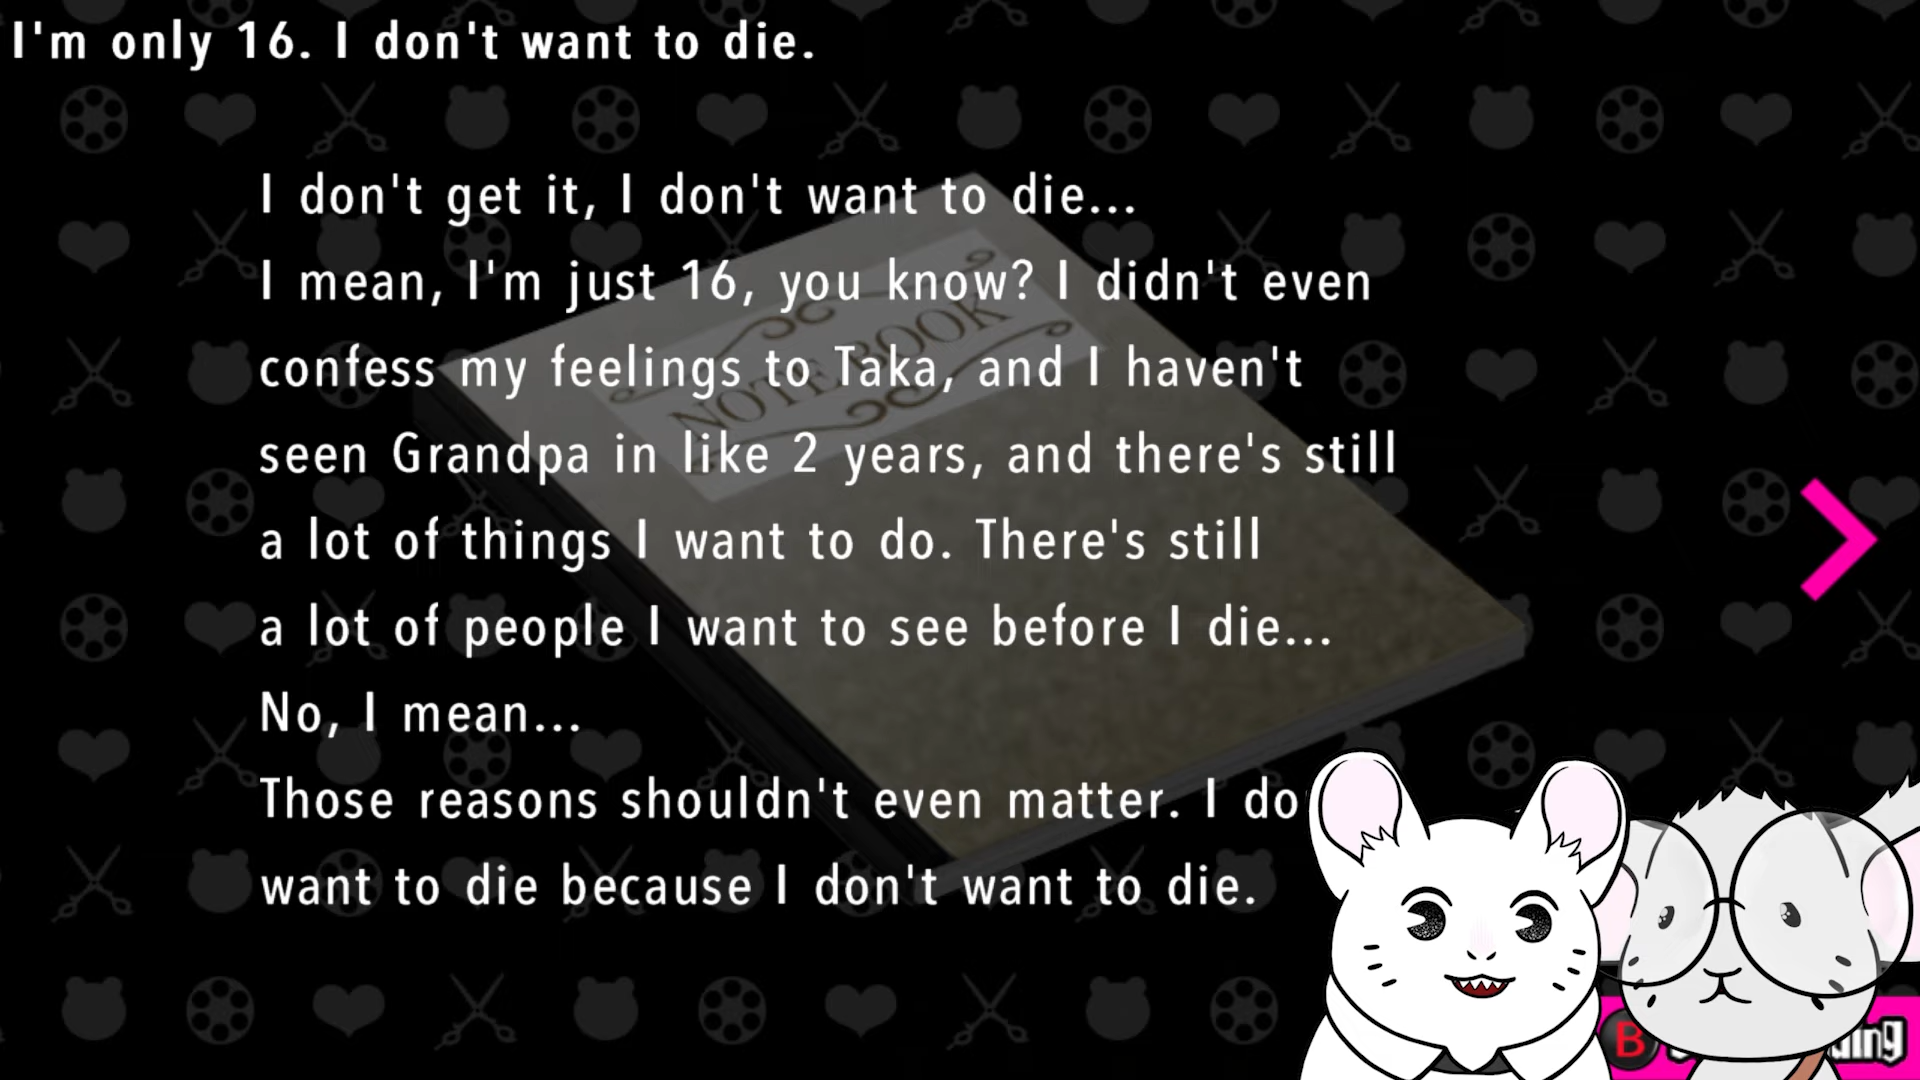 I'm only 16. I don't want to die.
I don't get it, I don't want to die...
I mean, I'm just 16, you know? I didn't even
confess my feelings to Taka, and I haven't
seen Grandpa in like 2 years, and there's still
a lot of things I want to do. There's still
a lot of people I want to see before I die...
No, I mean...
Those reasons shouldn't even matter. I do
want to die because I don't want to die.
NOTE BOOK
B